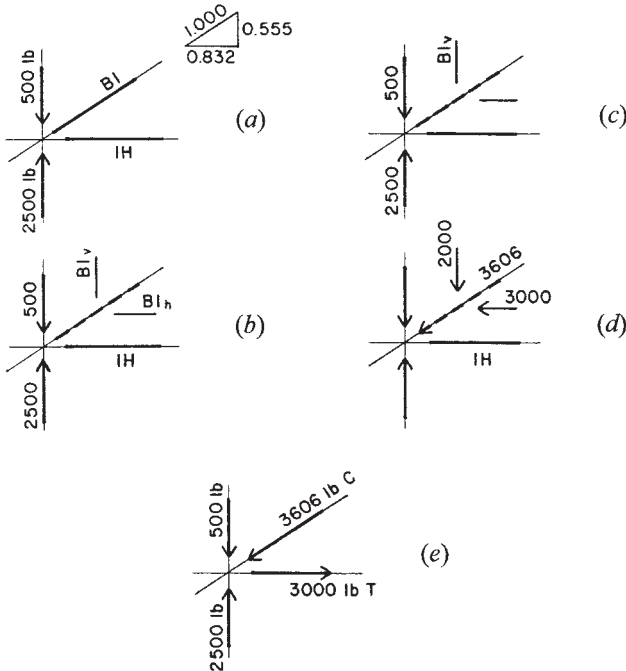 1.000
0.555
0.832
500 lb
BI
IH
2500 lb
(a)
BIv
500
2500
(c)
BIv
500
BIh
IH
2500
(b)
2000
3606
3000
IH
(d)
500 lb
3606 lb C
3000 lb T
2500 lb
(e)